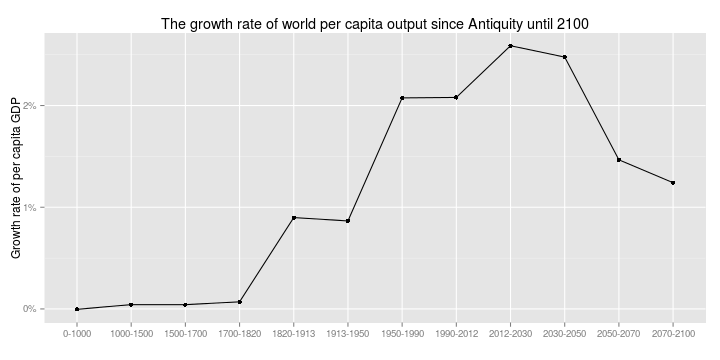 The growth rate of world per capita output since Antiquity until 2100
Growth rate of per capita GDP
2%
1%
0%
0-1000 1000-1500 1500-1700 1700-1820 1820-1913 1913-1950 1950-1990 1990-2012 2012-2030 2030-2050 2050-2070 2070-2100